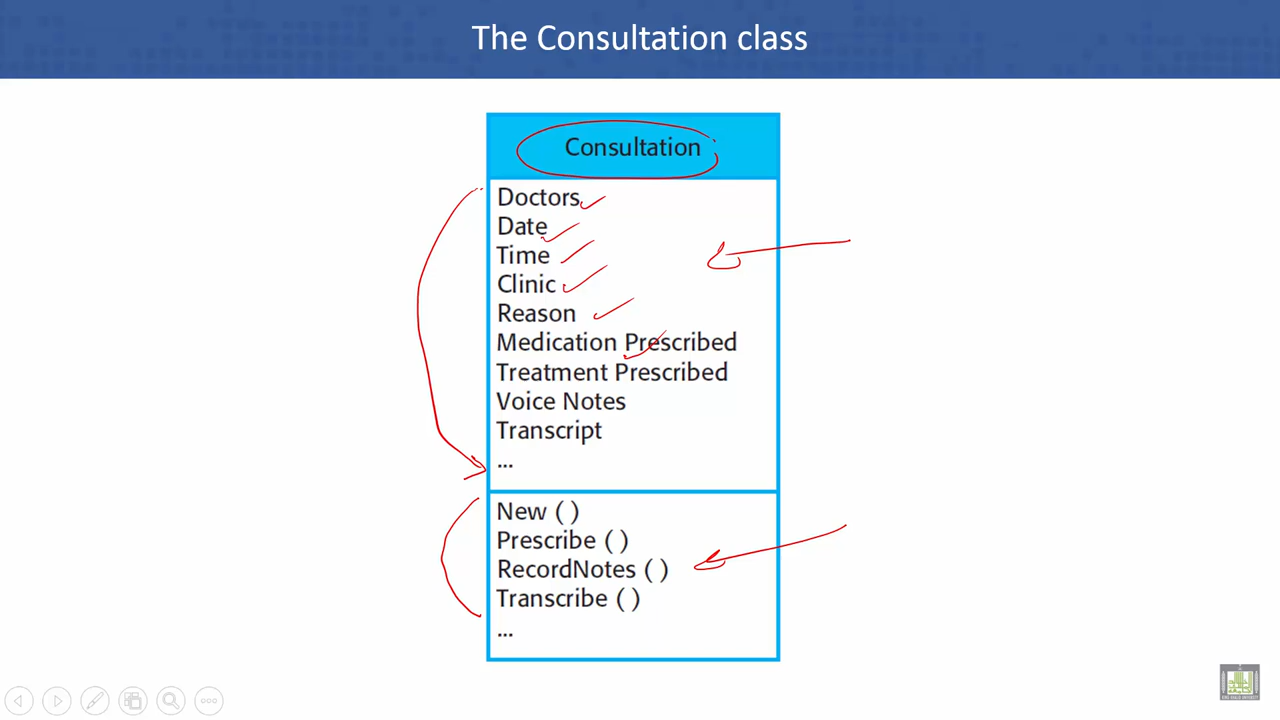 The Consultation class
Consultation
Doctors
Date
Time
Clinic
Reason
Medication Prescribed
Treatment Prescribed
Voice Notes
Transcript
...
New ( )
Prescribe ( )
RecordNotes ( )
Transcribe ( )
...